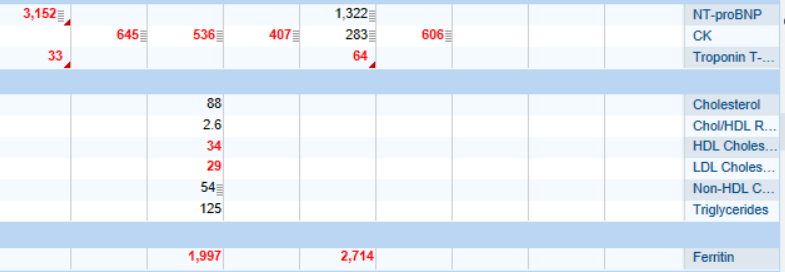 3,152 1,322 NT-proBNP
645 536 407 283 606 CK
33 64 Troponin T-...
88 Cholesterol
2.6 Chol/HDL R...
34 HDL Choles...
29 LDL Choles...
54 Non-HDL C...
125 Triglycerides
1,997 2,714 Ferritin